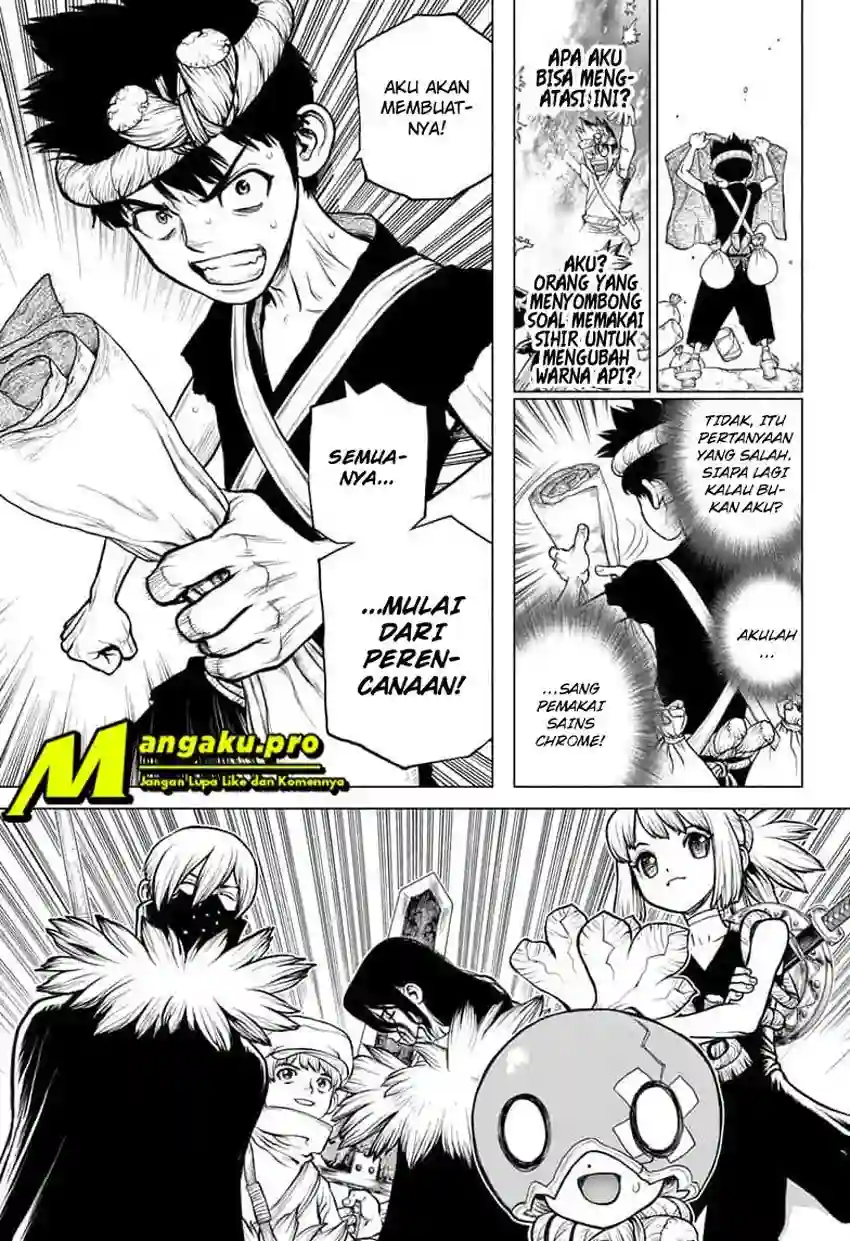 APA AKU
BISA MENG-
ATASI INI?
AKU?
ORANG YANG
MENYOMBONG
SOAL MEMAKAI
SIHIR UNTUK
MENGUBAH
WARNA API?
TIDAK, ITU
PERTANYAAN
YANG SALAH.
SIAPA LAGI
KALAU BU-
KAN AKU?
AKULAH
...
...SANG
PEMAKAI
SAINS
CHROME!
AKU AKAN
MEMBUAT-
NYA!
SEMUA-
NYA...
...MULAI
DARI
PEREN-
CANAAN!
Mangaku.pro
Jangan Lupa Like dan Komennya